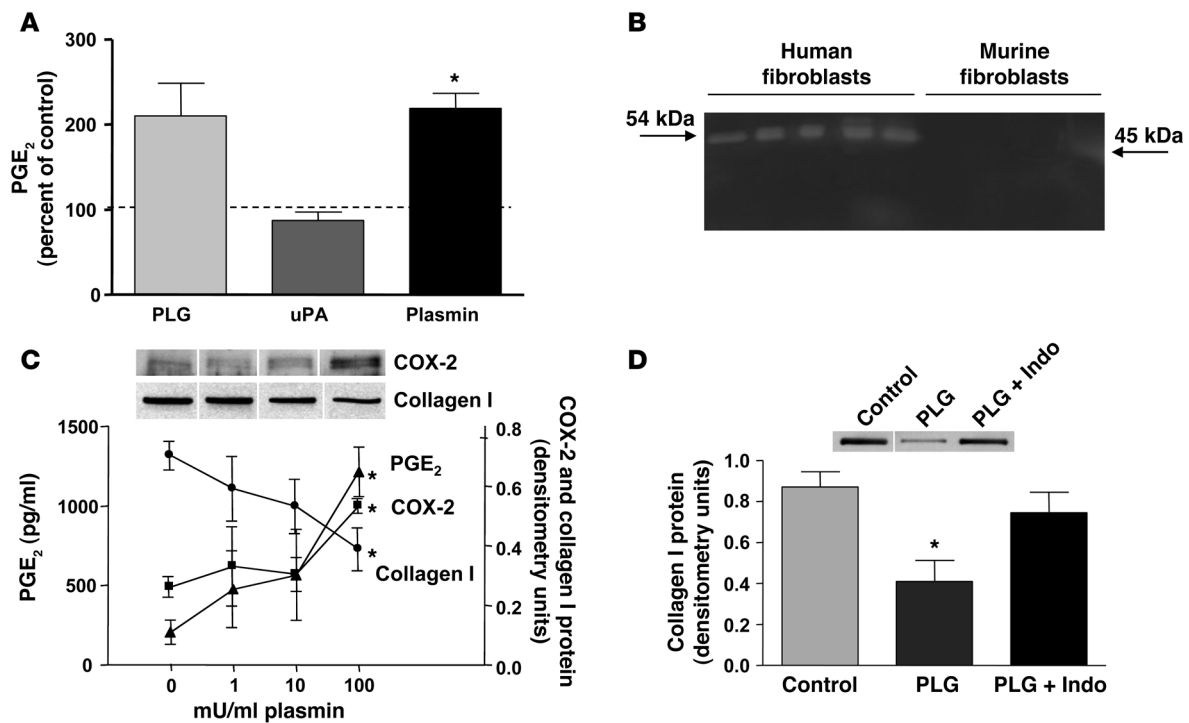 A
PGE2
(percent of control)
300
200
100
0
PLG
uPA
Plasmin
*
B
Human
fibroblasts
Murine
fibroblasts
54 kDa
45 kDa
C
COX-2
Collagen I
PGE2 (pg/ml)
1500
1000
500
0
0.8
0.6
0.4
0.2
0.0
COX-2 and collagen I protein
(densitometry units)
PGE2
*
COX-2
*
*
Collagen I
0
1
10
100
mU/ml plasmin
D
Control
PLG
PLG + Indo
Collagen I protein
(densitometry units)
1.0
0.8
0.6
0.4
0.2
0.0
*
Control
PLG
PLG + Indo